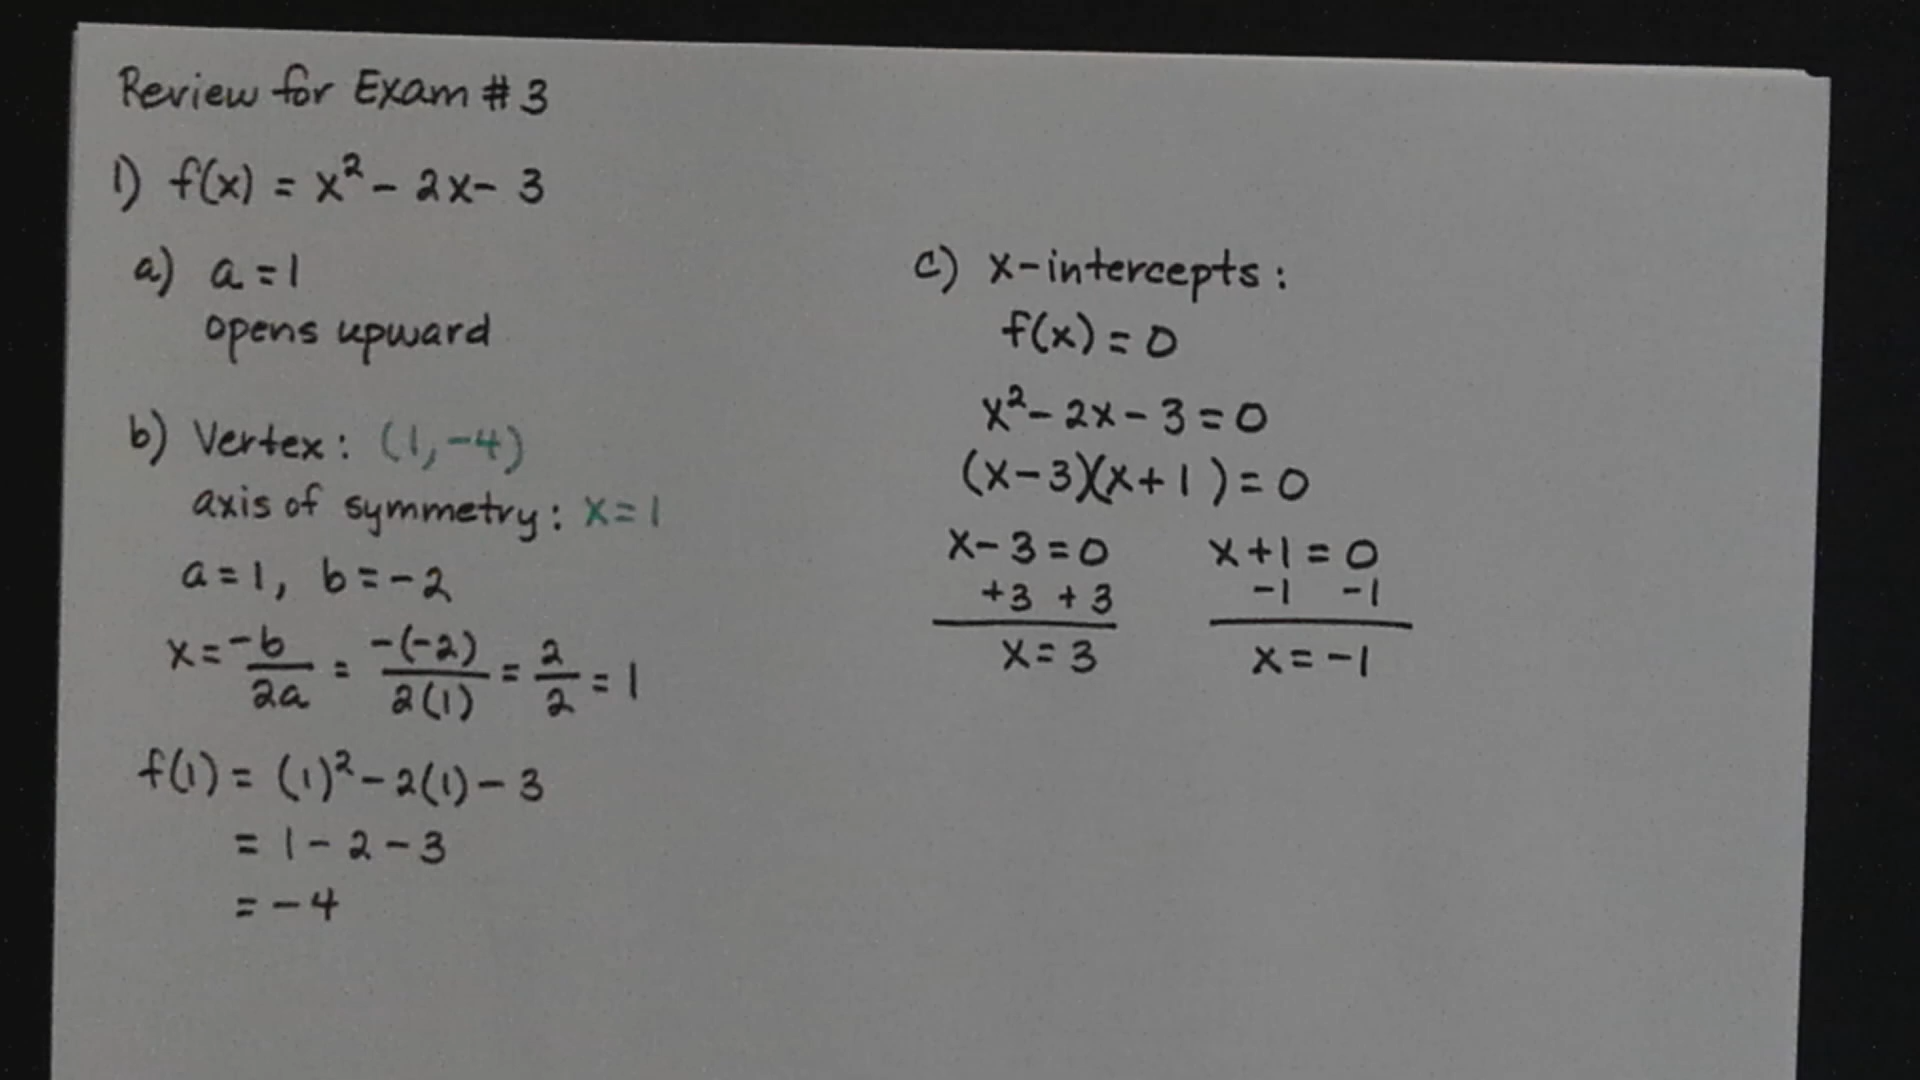 Review for Exam #3
1) f(x) = x² - 2x - 3
a) a = 1
opens upward
b) Vertex: (1, -4)
axis of symmetry: x = 1
a = 1, b = -2
x = -b/2a = -(-2)/2(1) = 2/2 = 1
f(1) = (1)² - 2(1) - 3
= 1 - 2 - 3
= -4
c) x-intercepts:
f(x) = 0
x² - 2x - 3 = 0
(x - 3)(x + 1) = 0
x - 3 = 0 x + 1 = 0
+3 +3 -1 -1
x = 3 x = -1